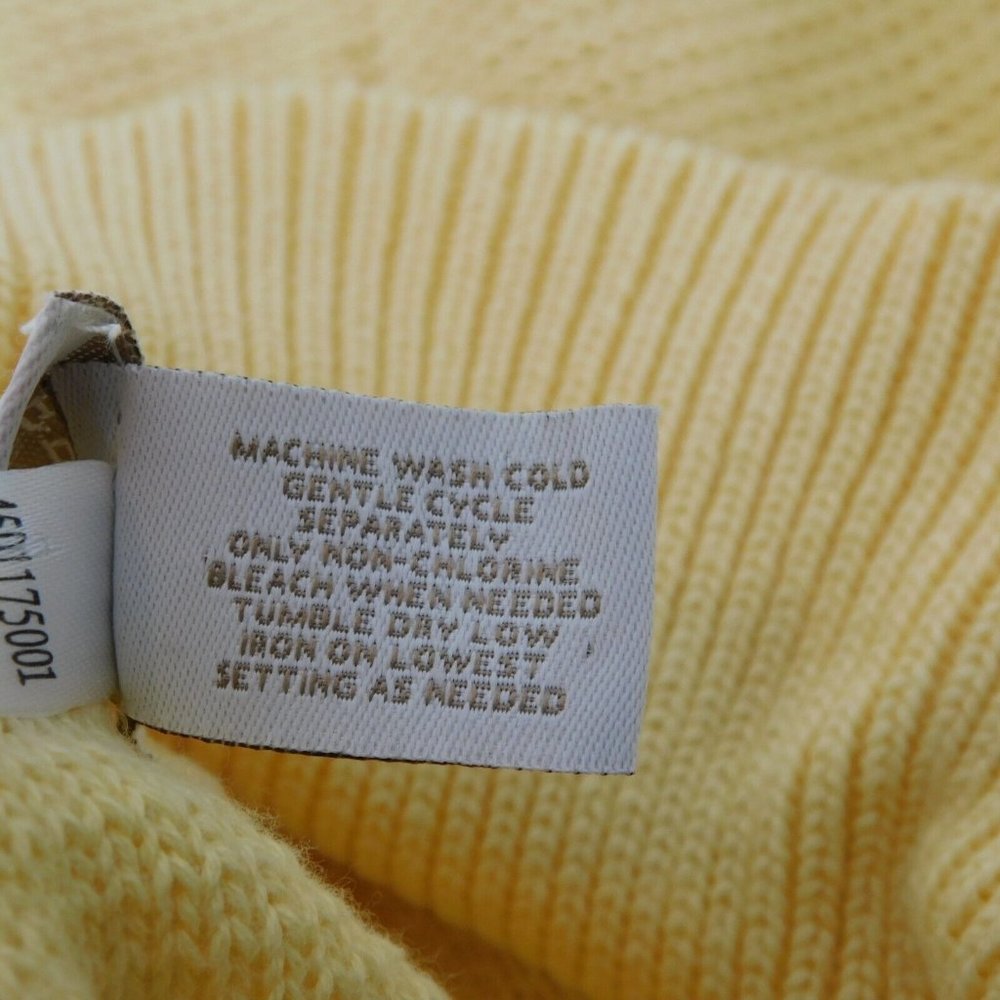 MACHINE WASH COLD
GENTLE CYCLE
SEPARATELY
ONLY NON-CHLORINE
BLEACH WHEN NEEDED
TUMBLE DRY LOW
IRON ON LOWEST
SETTING AS NEEDED